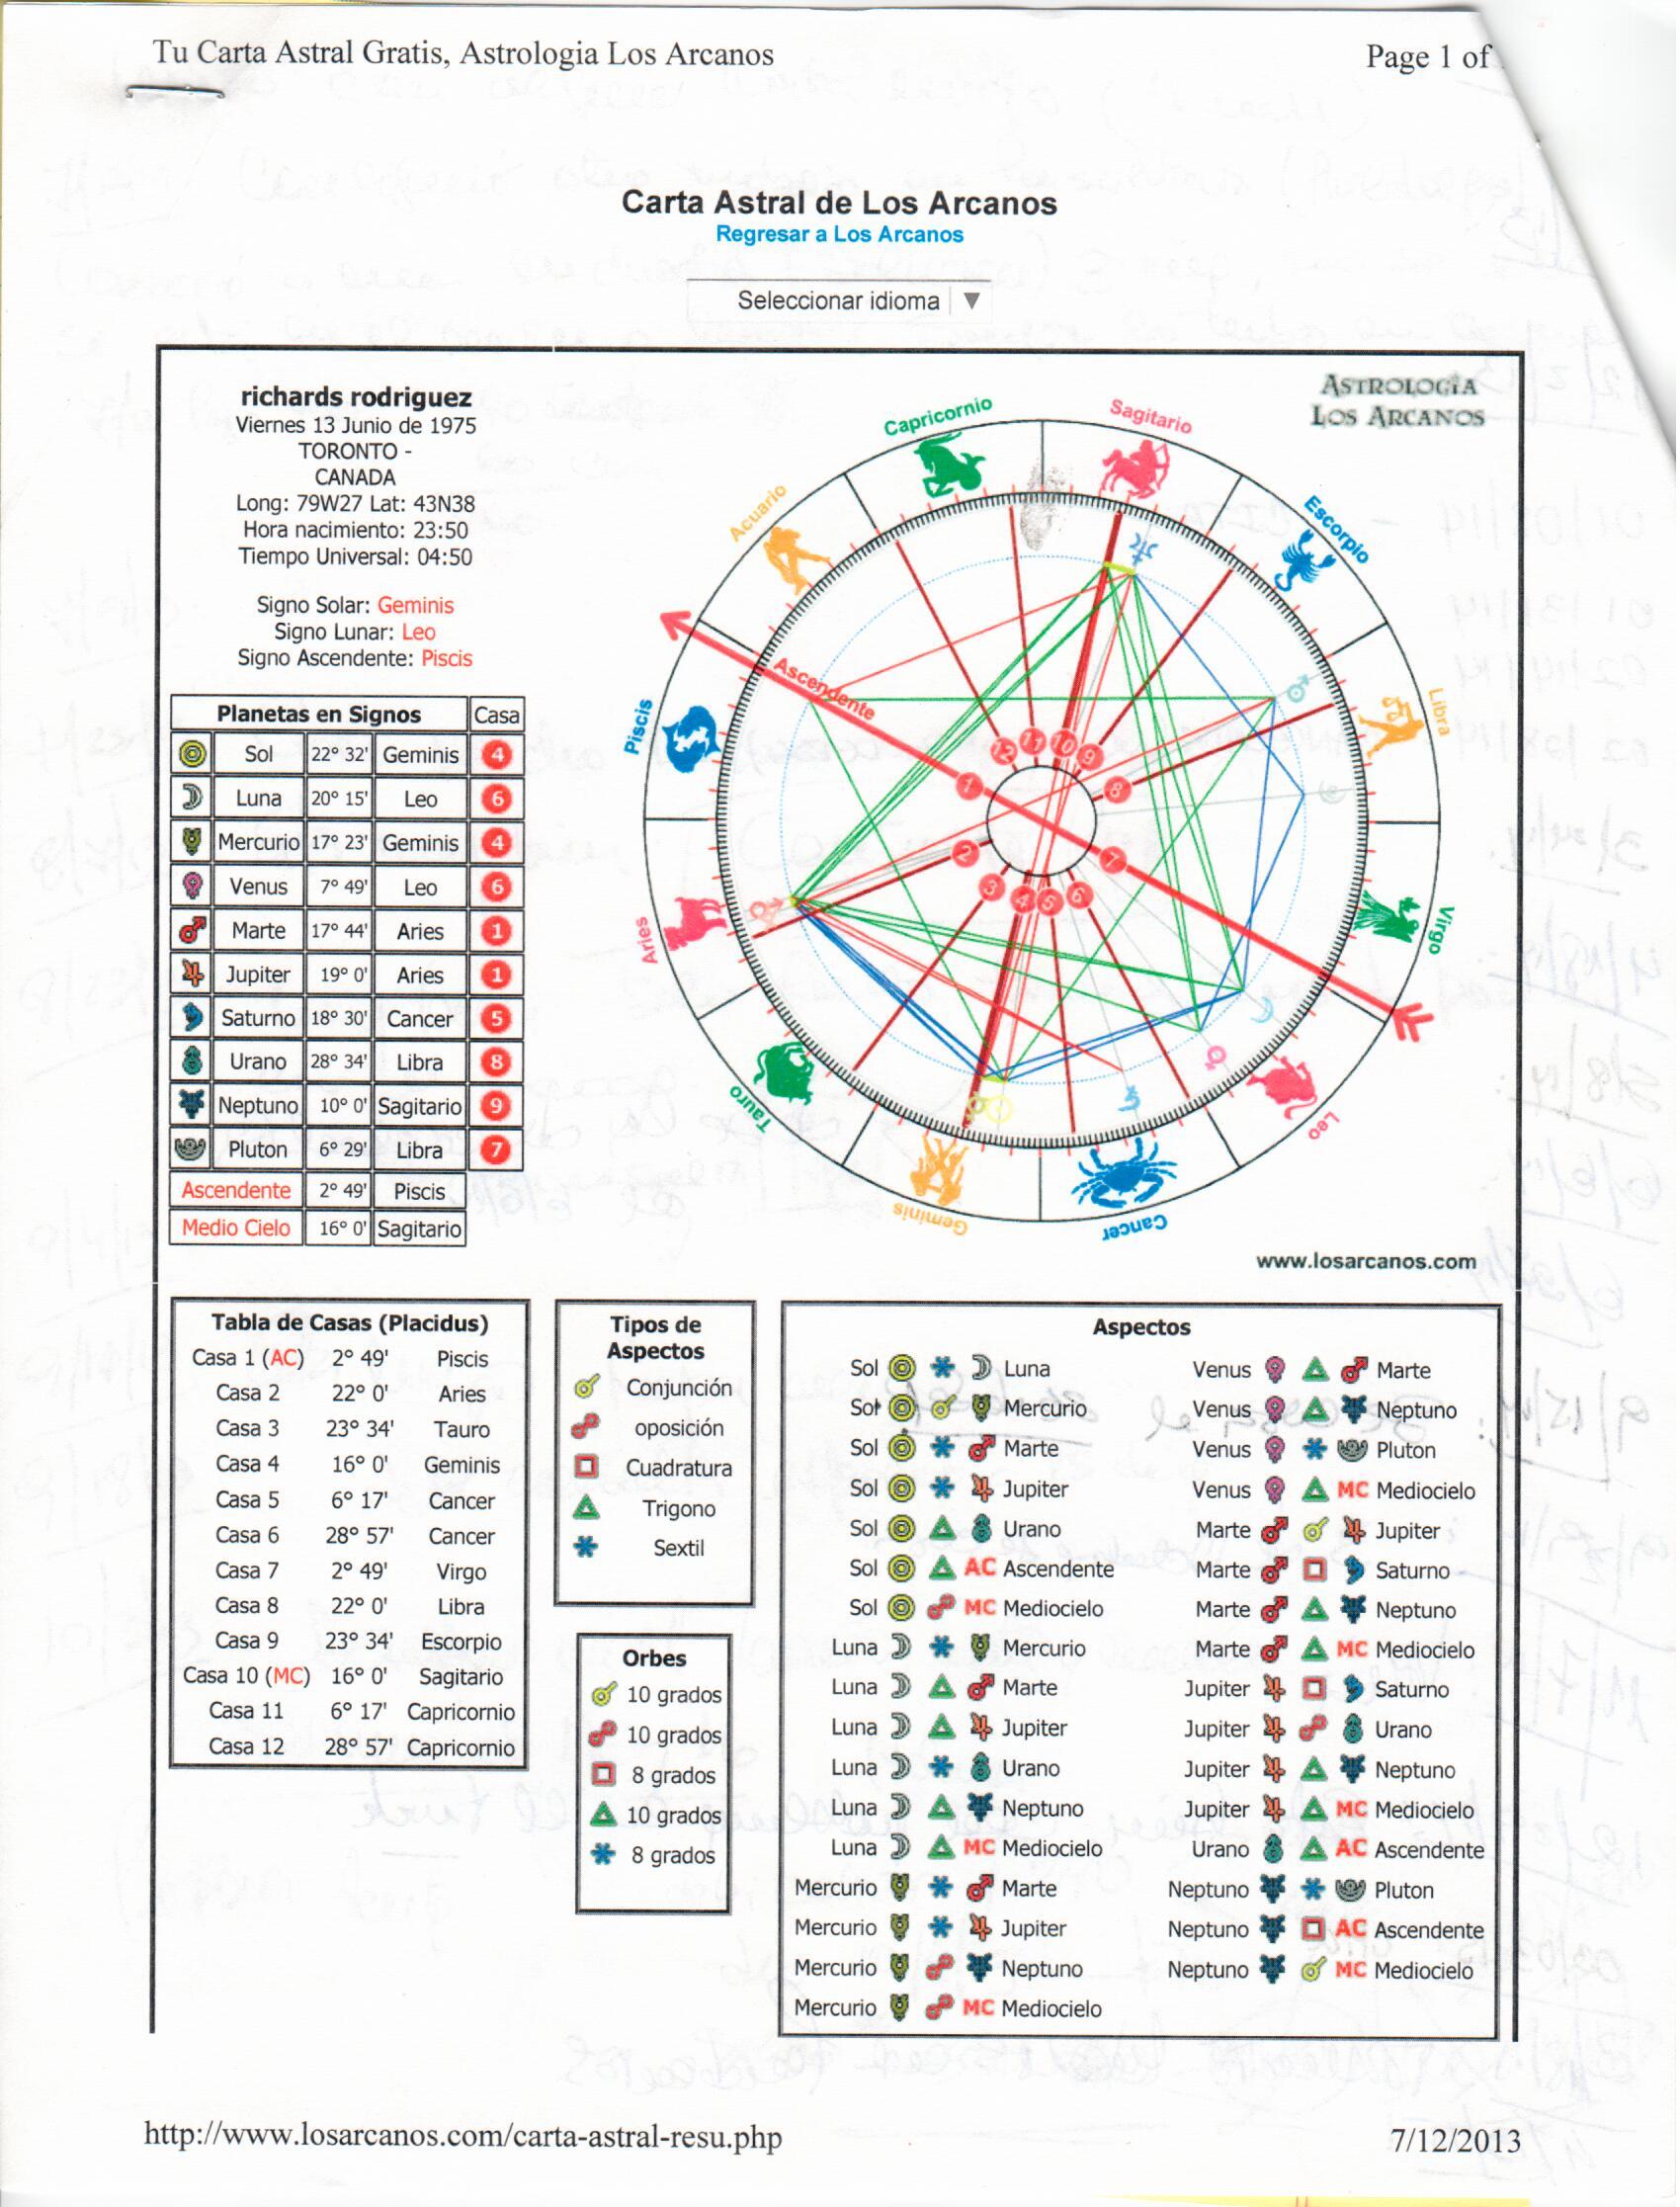 Tu Carta Astral Gratis, Astrologia Los Arcanos
Page 1 of
Carta Astral de Los Arcanos
Regresar a Los Arcanos
Seleccionar idioma ▼
richards rodriguez
Viernes 13 Junio de 1975
TORONTO -
CANADA
Long: 79W27 Lat: 43N38
Hora nacimiento: 23:50
Tiempo Universal: 04:50
Signo Solar: Geminis
Signo Lunar: Leo
Signo Ascendente: Piscis
ASTROLOGÍA
LOS ARCANOS
Planetas en Signos Casa
Sol 22° 32' Geminis 4
Luna 20° 15' Leo 6
Mercurio 17° 23' Geminis 4
Venus 7° 49' Leo 6
Marte 17° 44' Aries 1
Jupiter 19° 0' Aries 1
Saturno 18° 30' Cancer 5
Urano 28° 34' Libra 8
Neptuno 10° 0' Sagitario 9
Pluton 6° 29' Libra 7
Ascendente 2° 49' Piscis
Medio Cielo 16° 0' Sagitario
Capricornio
Sagitario
Acuario
Escorpio
Piscis
Libra
Aries
Virgo
Tauro
Leo
Geminis
Cancer
Ascendente
12 11 10 9
1 8
2 7
3 4 5 6
www.losarcanos.com
Tabla de Casas (Placidus)
Casa 1 (AC) 2° 49' Piscis
Casa 2 22° 0' Aries
Casa 3 23° 34' Tauro
Casa 4 16° 0' Geminis
Casa 5 6° 17' Cancer
Casa 6 28° 57' Cancer
Casa 7 2° 49' Virgo
Casa 8 22° 0' Libra
Casa 9 23° 34' Escorpio
Casa 10 (MC) 16° 0' Sagitario
Casa 11 6° 17' Capricornio
Casa 12 28° 57' Capricornio
Tipos de
Aspectos
Conjunción
oposición
Cuadratura
Trigono
Sextil
Orbes
10 grados
10 grados
8 grados
10 grados
8 grados
Aspectos
Sol Luna
Sol Mercurio
Sol Marte
Sol Jupiter
Sol Urano
Sol AC Ascendente
Sol MC Mediocielo
Luna Mercurio
Luna Marte
Luna Jupiter
Luna Urano
Luna Neptuno
Luna MC Mediocielo
Mercurio Marte
Mercurio Jupiter
Mercurio Neptuno
Mercurio MC Mediocielo
Venus Marte
Venus Neptuno
Venus Pluton
Venus MC Mediocielo
Marte Jupiter
Marte Saturno
Marte Neptuno
Marte MC Mediocielo
Jupiter Saturno
Jupiter Urano
Jupiter Neptuno
Jupiter MC Mediocielo
Urano AC Ascendente
Neptuno Pluton
Neptuno AC Ascendente
Neptuno MC Mediocielo
http://www.losarcanos.com/carta-astral-resu.php
7/12/2013